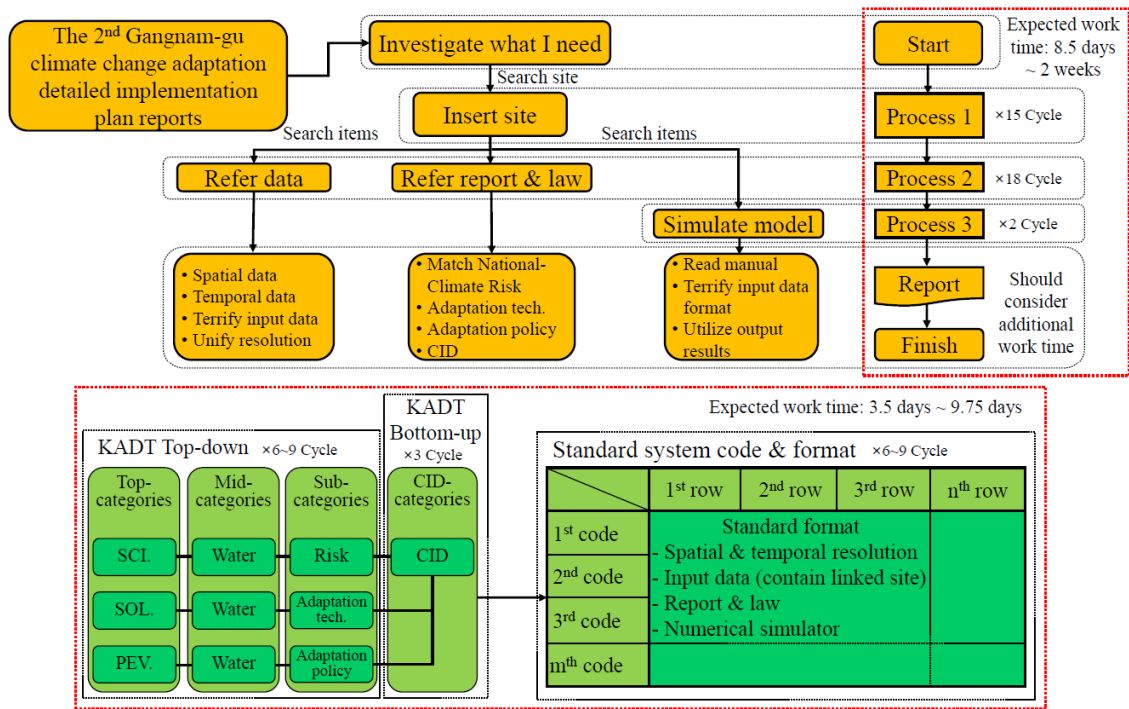 The 2nd Gangnam-gu
climate change adaptation
detailed implementation
plan reports
Investigate what I need
Search site
Insert site
Search items
Search items
Refer data
Refer report & law
Simulate model
• Spatial data
• Temporal data
• Terrify input data
• Unify resolution
• Match National-
Climate Risk
• Adaptation tech.
• Adaptation policy
• CID
• Read manual
• Terrify input data
format
• Utilize output
results
Start
Expected work
time: 8.5 days
~ 2 weeks
Process 1
×15 Cycle
Process 2
×18 Cycle
Process 3
×2 Cycle
Report
Finish
Should
consider
additional
work time
KADT Top-down ×6~9 Cycle
KADT
Bottom-up
×3 Cycle
Expected work time: 3.5 days ~ 9.75 days
Top-
categories
Mid-
categories
Sub-
categories
CID-
categories
SCI.
Water
Risk
CID
SOL.
Water
Adaptation
tech.
PEV.
Water
Adaptation
policy
Standard system code & format ×6~9 Cycle
1st row
2nd row
3rd row
nth row
1st code
2nd code
3rd code
mth code
Standard format
- Spatial & temporal resolution
- Input data (contain linked site)
- Report & law
- Numerical simulator